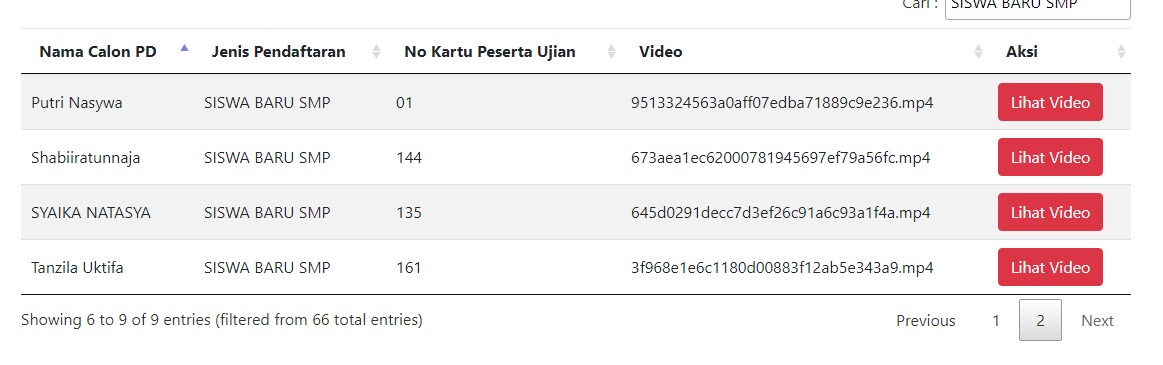 Cari : SISWA BARU SMP
Nama Calon PD Jenis Pendaftaran No Kartu Peserta Ujian Video Aksi
Putri Nasywa SISWA BARU SMP 01 9513324563a0aff07edba71889c9e236.mp4 Lihat Video
Shabiiratunnaja SISWA BARU SMP 144 673aea1ec62000781945697ef79a56fc.mp4 Lihat Video
SYAIKA NATASYA SISWA BARU SMP 135 645d0291decc7d3ef26c91a6c93a1f4a.mp4 Lihat Video
Tanzila Uktifa SISWA BARU SMP 161 3f968e1e6c1180d00883f12ab5e343a9.mp4 Lihat Video
Showing 6 to 9 of 9 entries (filtered from 66 total entries) Previous 1 2 Next